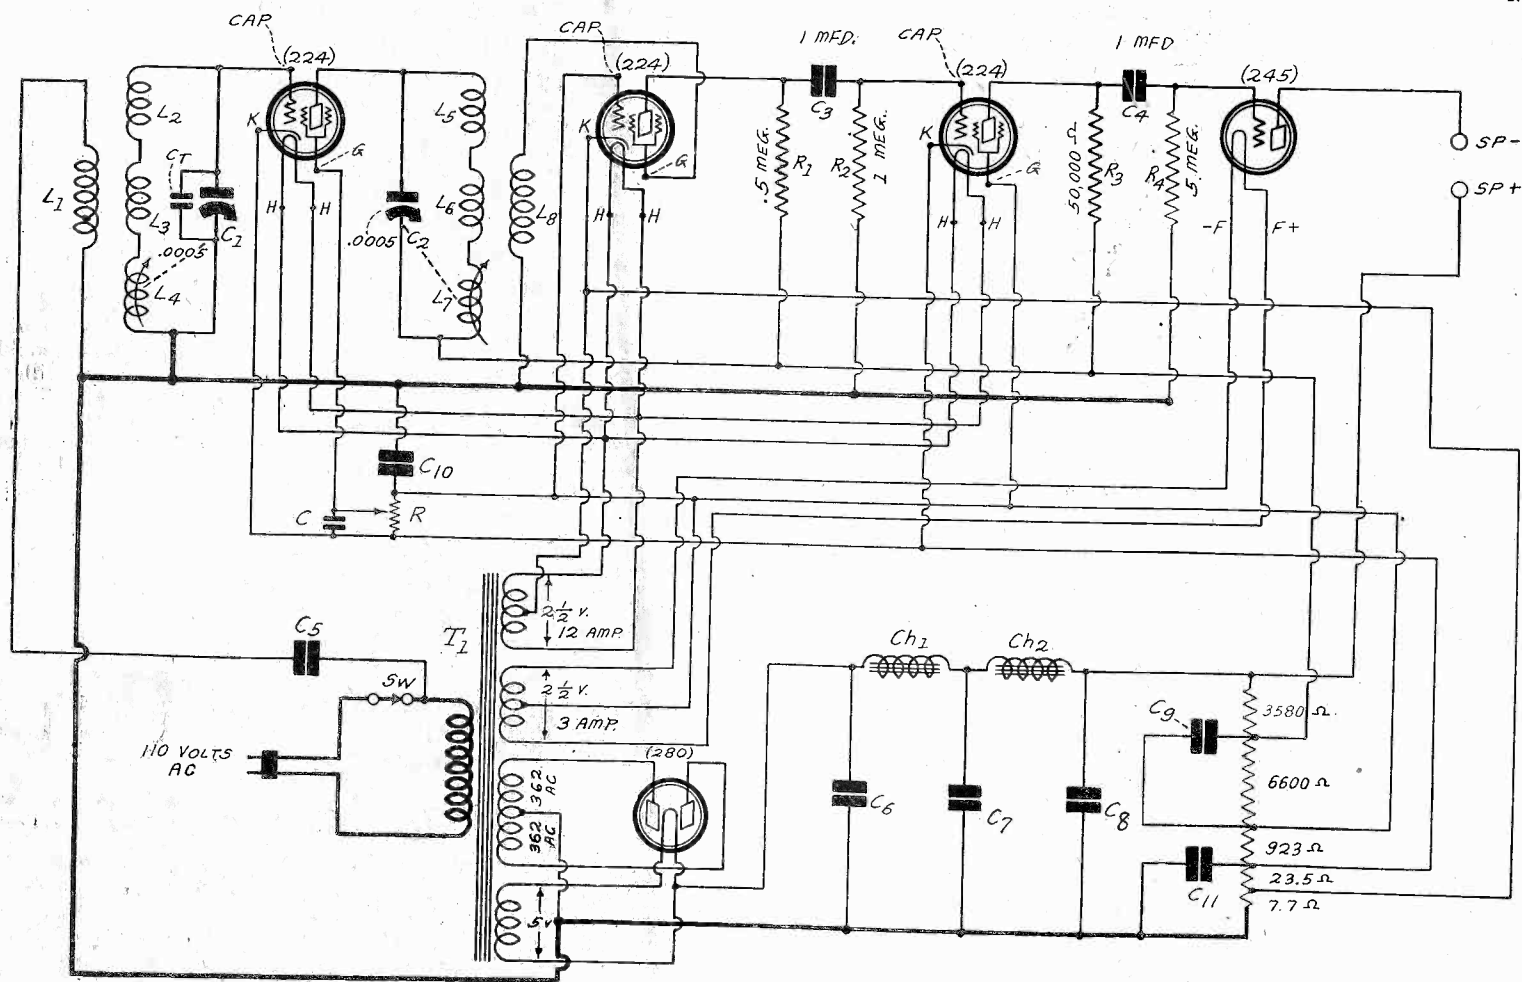 CAP.
(224)
CAP
(224)
1 MFD.
CAP
(224)
1 MFD
(245)
L2
K
L5
K
C3
K
C4
SP-
CT
G
G
.5 MEG.
R1
R2
1 MEG.
G
50,000 Ω
R3
R4
.5 MEG.
SP+
L1
L3
H
H
L6
L8
H
H
H
H
-F
F+
.0005
C1
.0005
C2
L4
L7
C10
C
R
C5
T1
2 1/2 V.
12 AMP.
Ch1
Ch2
SW
2 1/2 V.
3 AMP.
C9
3580 Ω
110 VOLTS
AC
(280)
362
AC
362
AC
C6
C7
C8
6600 Ω
923 Ω
23.5 Ω
C11
7.7 Ω
5V